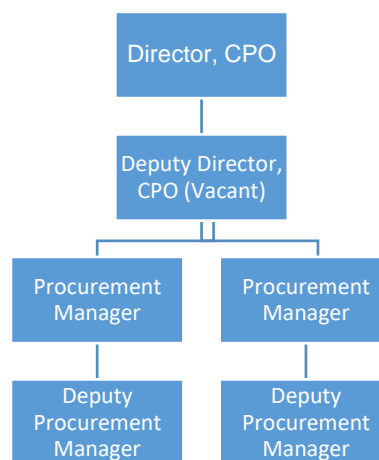 Director, CPO
Deputy Director,
CPO (Vacant)
Procurement
Manager
Procurement
Manager
Deputy
Procurement
Manager
Deputy
Procurement
Manager